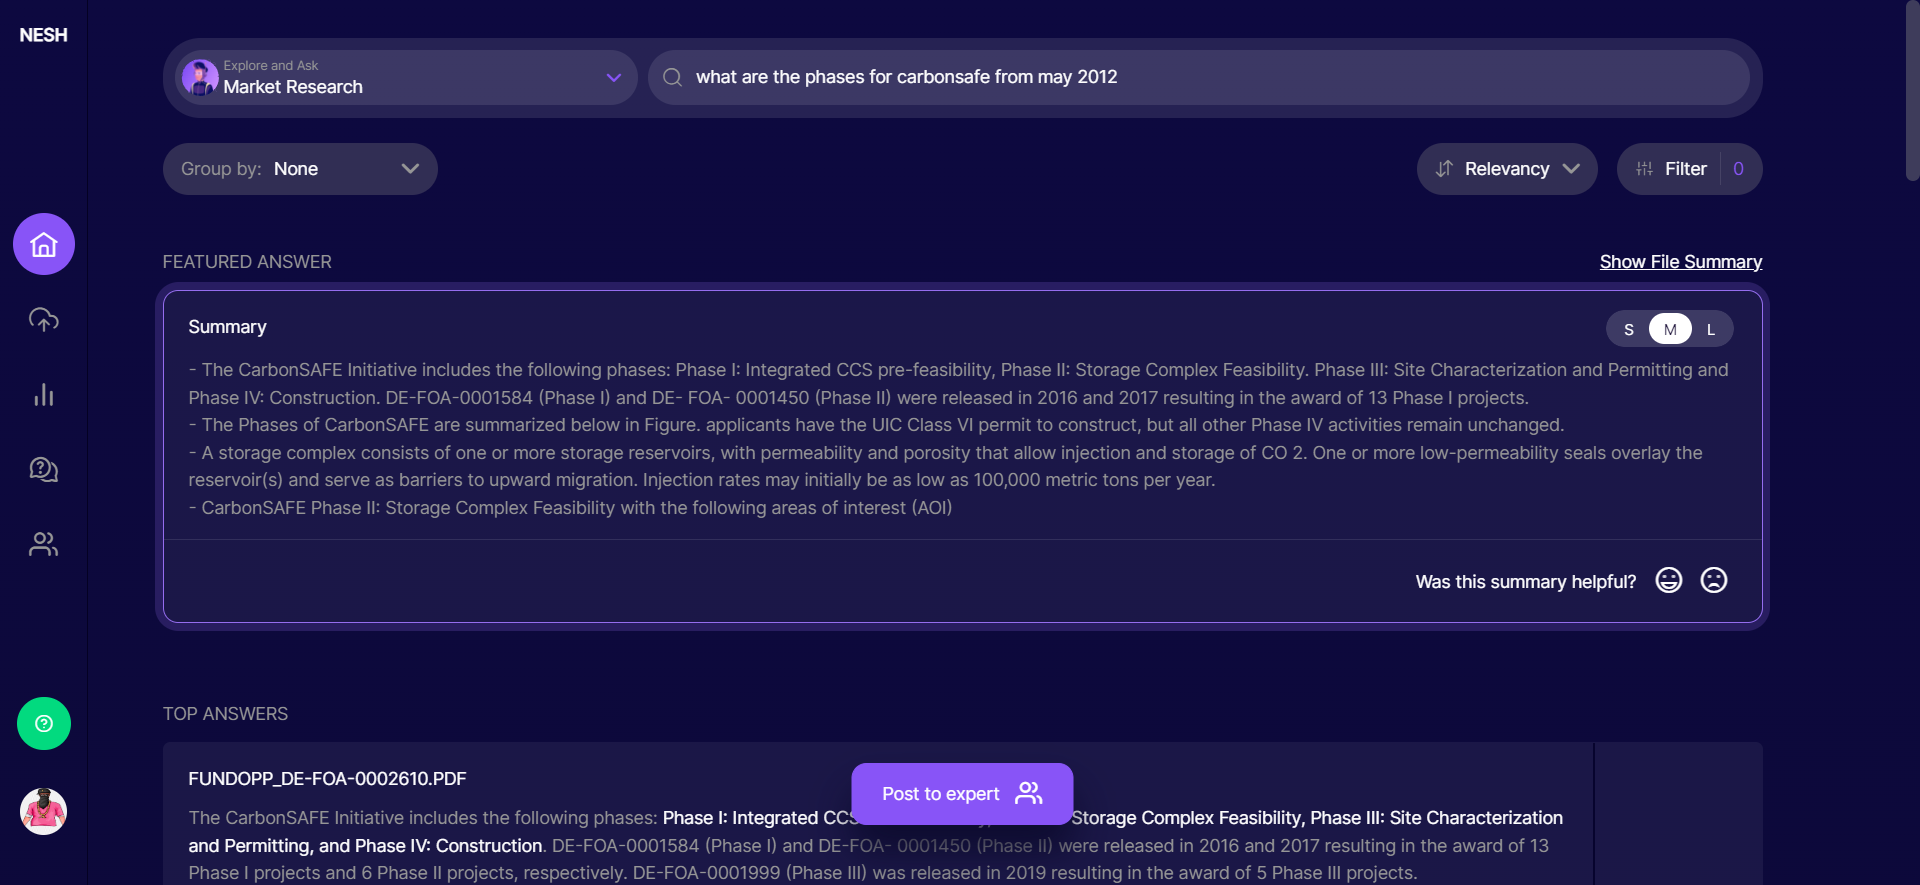 NESH
Explore and Ask
Market Research
what are the phases for carbonsafe from may 2012
Group by: None
Relevancy
Filter 0
FEATURED ANSWER
Show File Summary
Summary
S M L
- The CarbonSAFE Initiative includes the following phases: Phase I: Integrated CCS pre-feasibility, Phase II: Storage Complex Feasibility. Phase III: Site Characterization and Permitting and
Phase IV: Construction. DE-FOA-0001584 (Phase I) and DE- FOA- 0001450 (Phase II) were released in 2016 and 2017 resulting in the award of 13 Phase I projects.
- The Phases of CarbonSAFE are summarized below in Figure. applicants have the UIC Class VI permit to construct, but all other Phase IV activities remain unchanged.
- A storage complex consists of one or more storage reservoirs, with permeability and porosity that allow injection and storage of CO 2. One or more low-permeability seals overlay the
reservoir(s) and serve as barriers to upward migration. Injection rates may initially be as low as 100,000 metric tons per year.
- CarbonSAFE Phase II: Storage Complex Feasibility with the following areas of interest (AOI)
Was this summary helpful?
TOP ANSWERS
FUNDOPP_DE-FOA-0002610.PDF
Post to expert
The CarbonSAFE Initiative includes the following phases: Phase I: Integrated CCS Storage Complex Feasibility, Phase III: Site Characterization
and Permitting, and Phase IV: Construction. DE-FOA-0001584 (Phase I) and DE-FOA- 0001450 (Phase II) were released in 2016 and 2017 resulting in the award of 13
Phase I projects and 6 Phase II projects, respectively. DE-FOA-0001999 (Phase III) was released in 2019 resulting in the award of 5 Phase III projects.